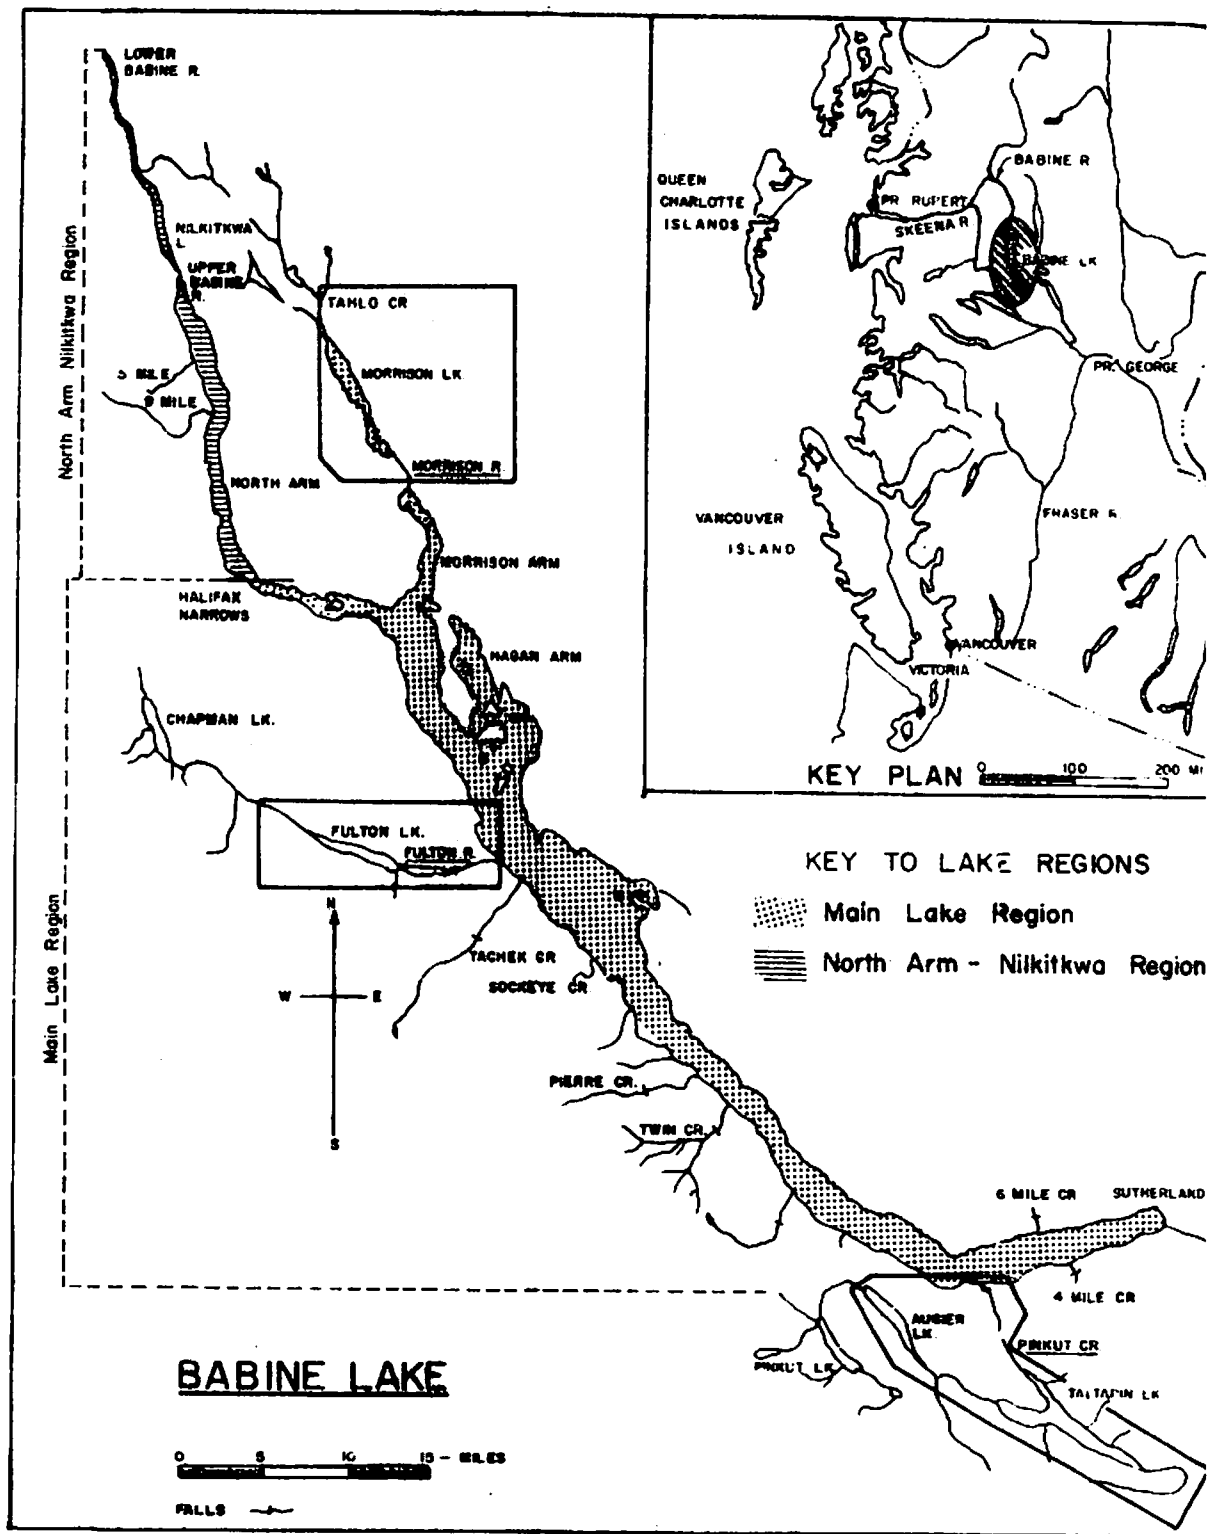 LOWER
BABINE R.
NILKITKWA
L
UPPER
BABINE
R.
TAHLO CR
MORRISON LK.
5 MILE
9 MILE
MORRISON R.
NORTH ARM
MORRISON ARM
HALIFAX
NARROWS
HAGAN ARM
CHAPMAN LK.
FULTON LK.
FULTON R.
North Arm Nilkitkwa Region
Main Lake Region
N
W
E
S
TACHEK CR
SOCKEYE CR
PIERRE CR.
TWIN CR.
6 MILE CR
SUTHERLAND
4 MILE CR
AUGIER
LK.
PINKUT CR
PINKUT LK
TALTAPIN LK
BABINE LAKE
0 5 10 15 - MILES
FALLS
QUEEN
CHARLOTTE
ISLANDS
PR. RUPERT
SKEENA R
BABINE R
BABINE LK
PR. GEORGE
FRASER R.
VANCOUVER
ISLAND
VANCOUVER
VICTORIA
KEY PLAN
0 100 200 MI
KEY TO LAKE REGIONS
Main Lake Region
North Arm - Nilkitkwa Region